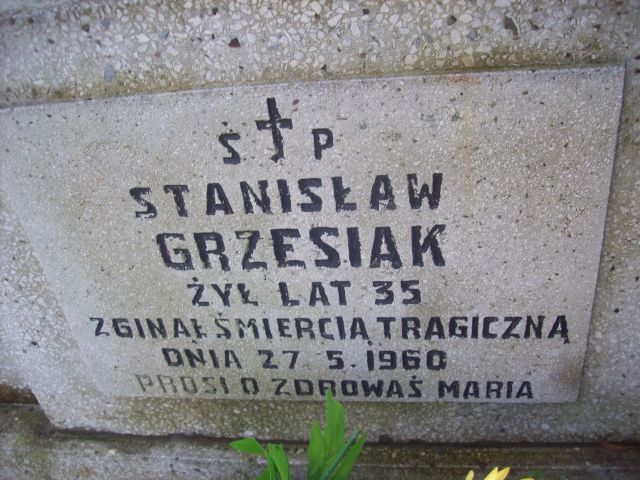 Ś † P
STANISŁAW
GRZESIAK
ŻYŁ LAT 35
ZGINĄŁ ŚMIERCIĄ TRAGICZNĄ
DNIA 27 5. 1960
PROSI O ZDROWAŚ MARIA